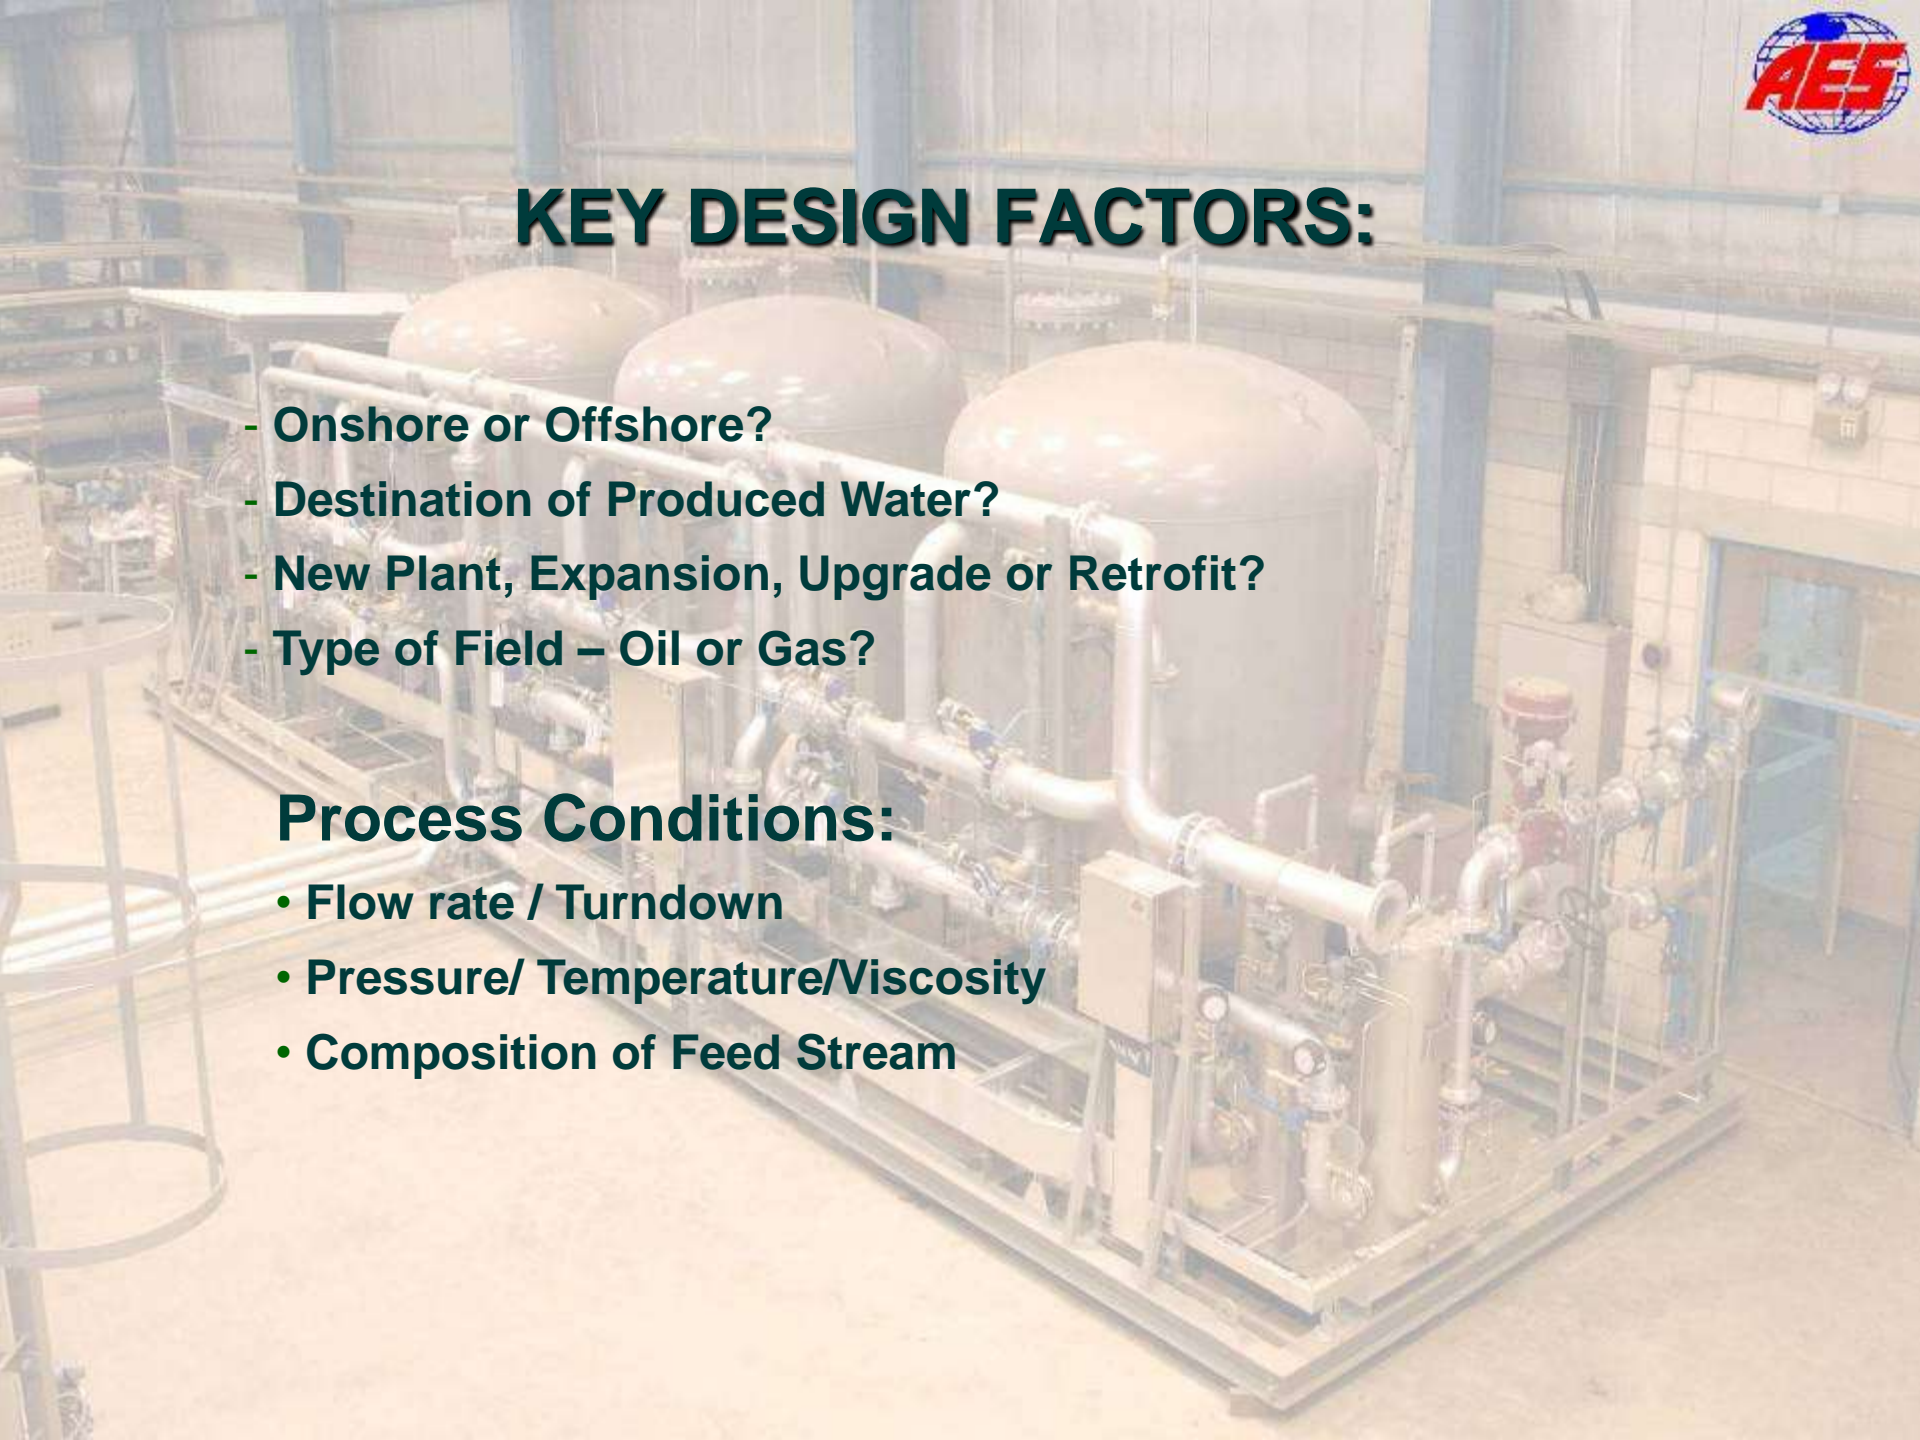 AES
KEY DESIGN FACTORS:
- Onshore or Offshore?
- Destination of Produced Water?
- New Plant, Expansion, Upgrade or Retrofit?
- Type of Field – Oil or Gas?
Process Conditions:
• Flow rate / Turndown
• Pressure/ Temperature/Viscosity
• Composition of Feed Stream